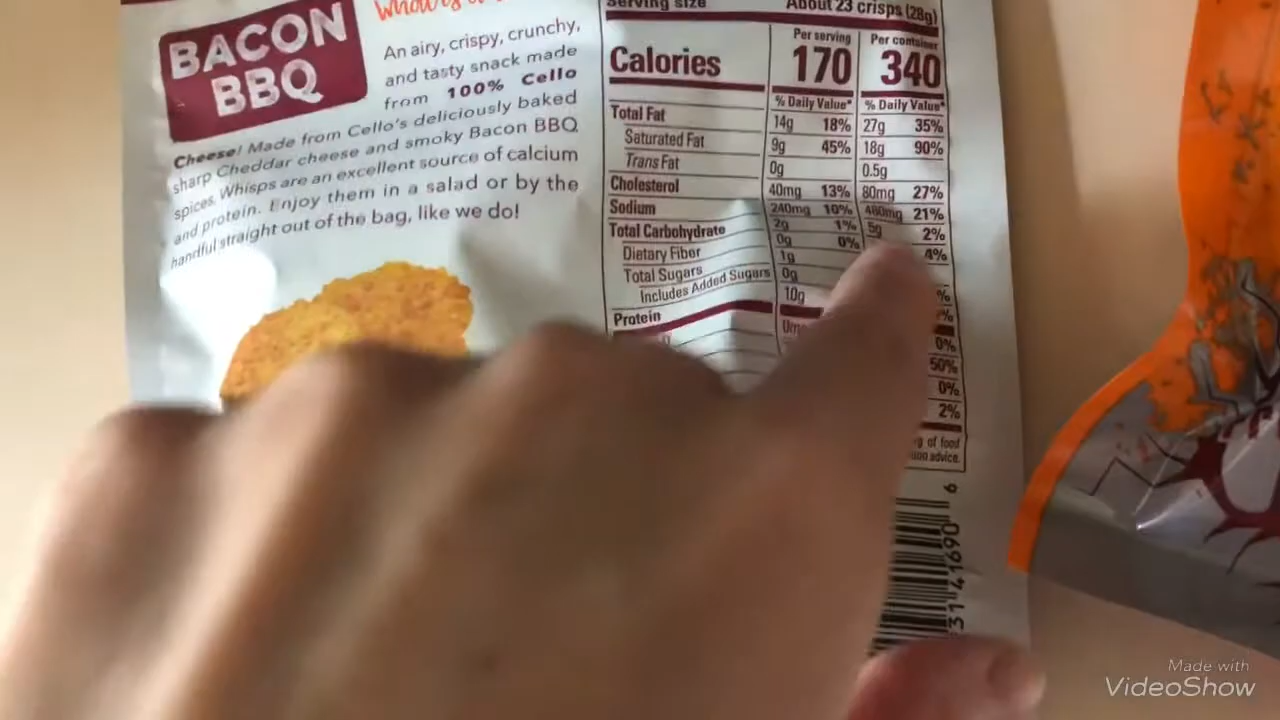 BACON
BBQ
An airy, crispy, crunchy,
and tasty snack made
from 100% Cello
Cheese! Made from Cello's deliciously baked
sharp Cheddar cheese and smoky Bacon BBQ
spices. Whisps are an excellent source of calcium
and protein. Enjoy them in a salad or by the
handful straight out of the bag, like we do!
Serving size About 23 crisps (28g)
Per serving Per container
Calories 170 340
% Daily Value* % Daily Value*
Total Fat 14g 18% 27g 35%
Saturated Fat 9g 45% 18g 90%
Trans Fat 0g 0.5g
Cholesterol 40mg 13% 80mg 27%
Sodium 240mg 10% 480mg 21%
Total Carbohydrate 2g 1% 5g 2%
Dietary Fiber 0g 0% 4%
Total Sugars 1g
Includes Added Sugars 0g %
Protein 10g %
0%
50%
0%
2%
g of food
advice.
31 41690 6
Made with
VideoShow